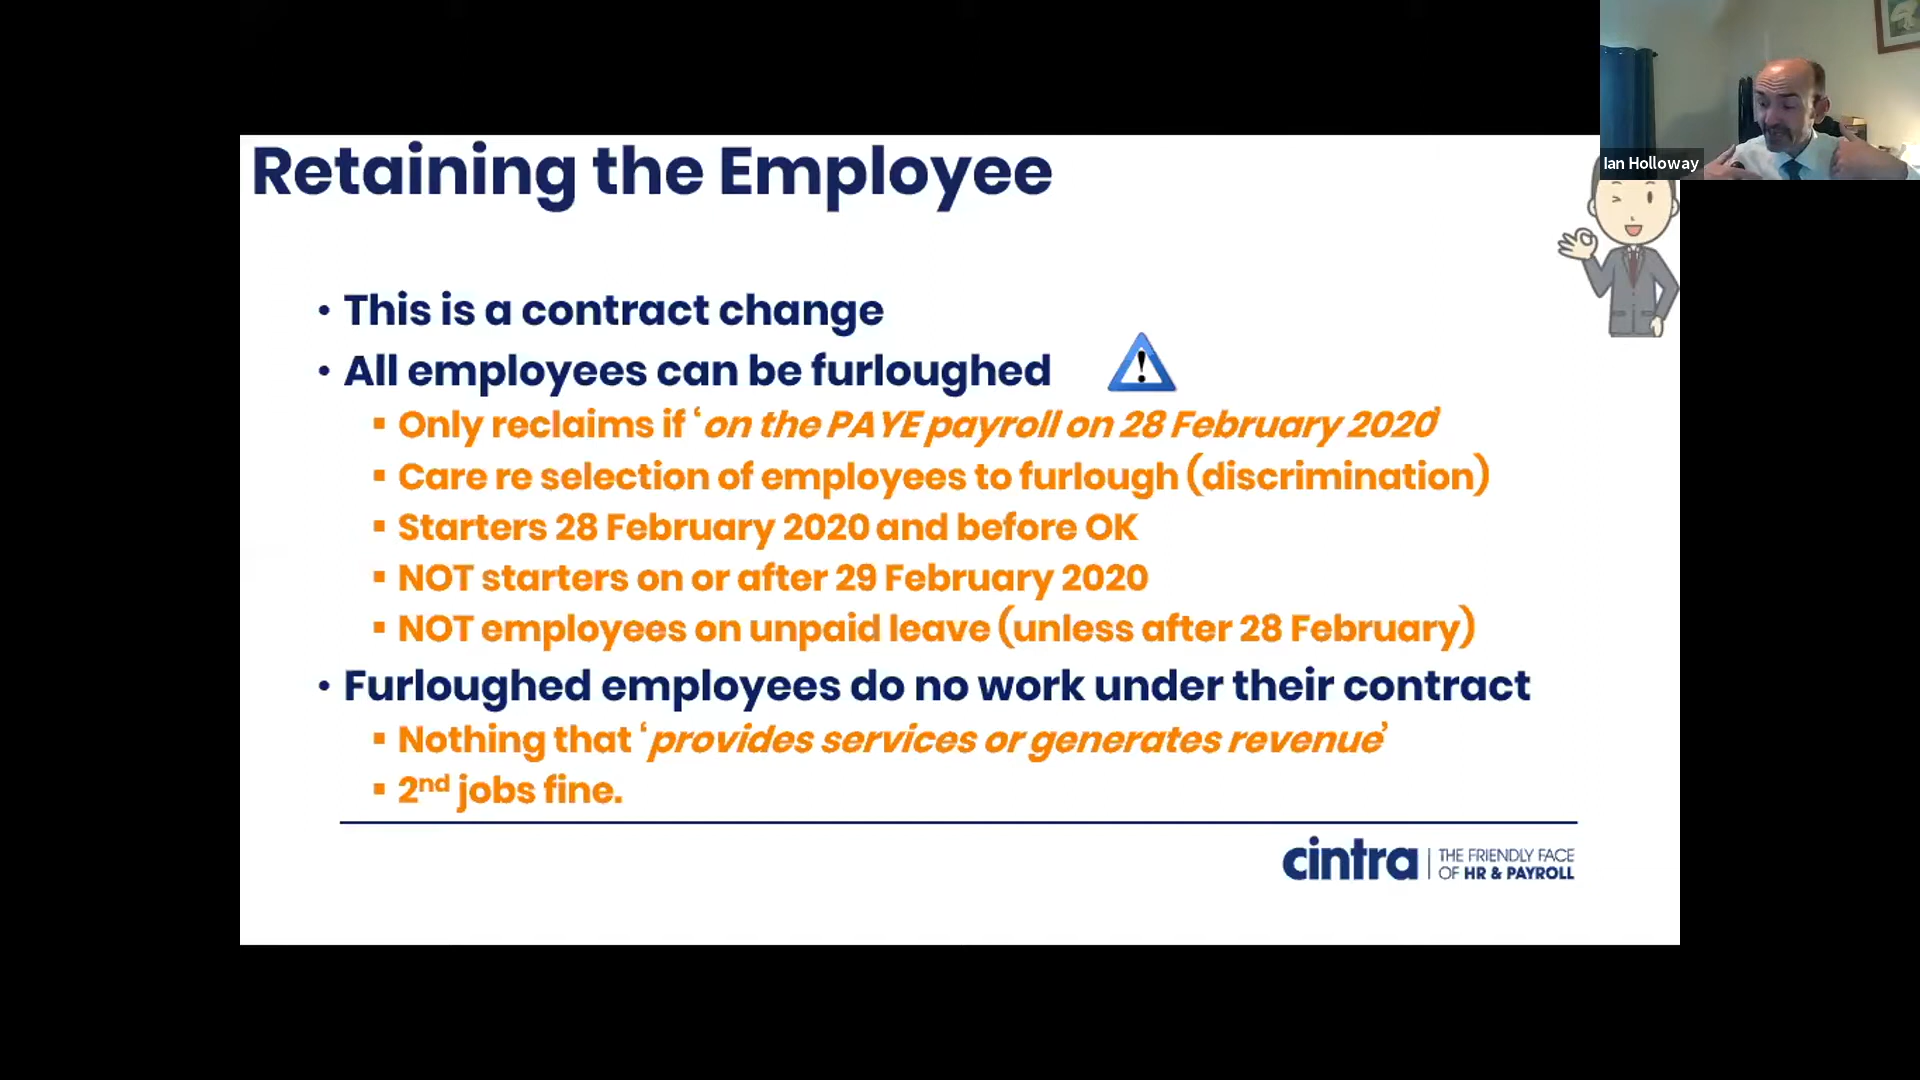 Retaining the Employee
Ian Holloway
• This is a contract change
• All employees can be furloughed
▪ Only reclaims if ‘on the PAYE payroll on 28 February 2020’
▪ Care re selection of employees to furlough (discrimination)
▪ Starters 28 February 2020 and before OK
▪ NOT starters on or after 29 February 2020
▪ NOT employees on unpaid leave (unless after 28 February)
• Furloughed employees do no work under their contract
▪ Nothing that ‘provides services or generates revenue’
▪ 2nd jobs fine.
cintra
THE FRIENDLY FACE
OF HR & PAYROLL